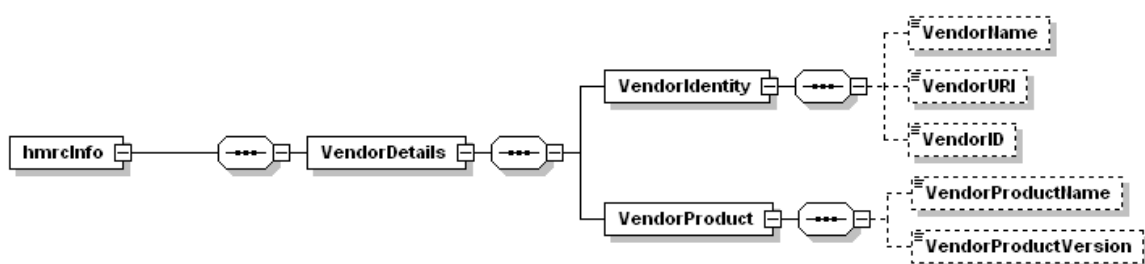 VendorName
VendorIdentity
VendorURI
VendorID
hmrcInfo
VendorDetails
VendorProductName
VendorProduct
VendorProductVersion